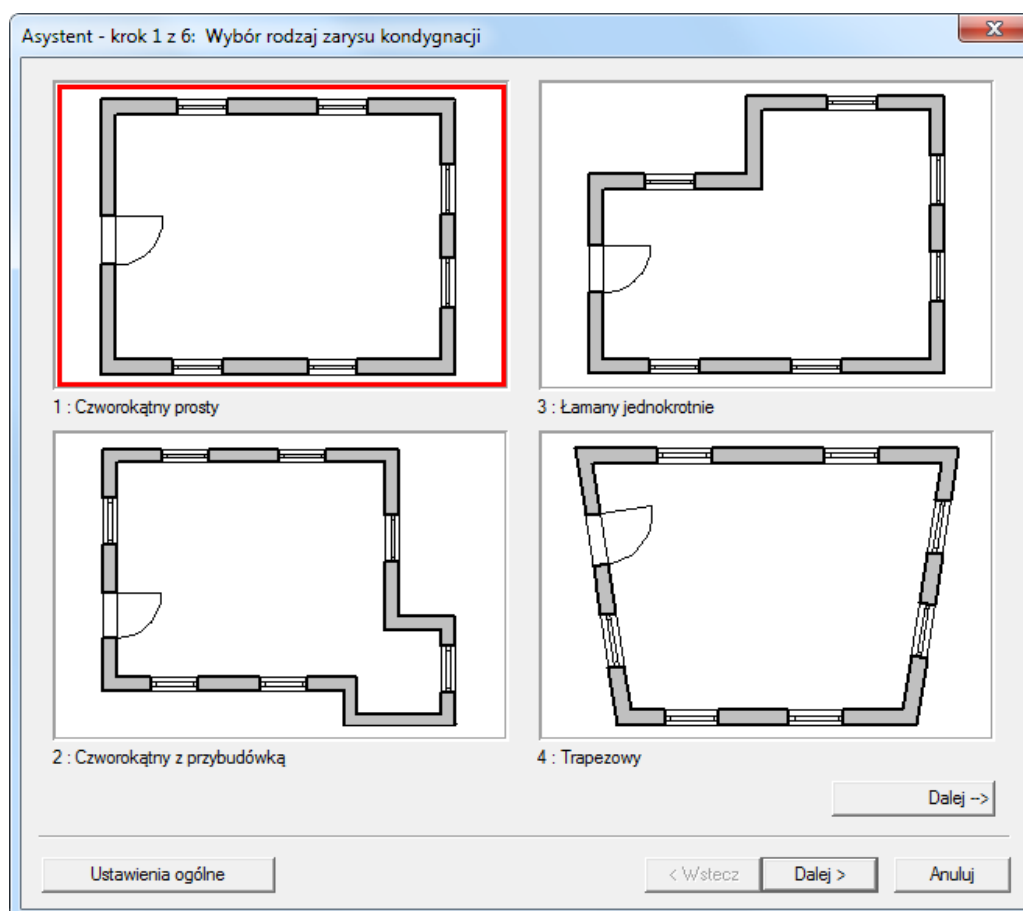 Asystent - krok 1 z 6: Wybór rodzaj zarysu kondygnacji
x
1 : Czworokątny prosty
3 : Łamany jednokrotnie
2 : Czworokątny z przybudówką
4 : Trapezowy
Dalej -->
Ustawienia ogólne
< Wstecz
Dalej >
Anuluj